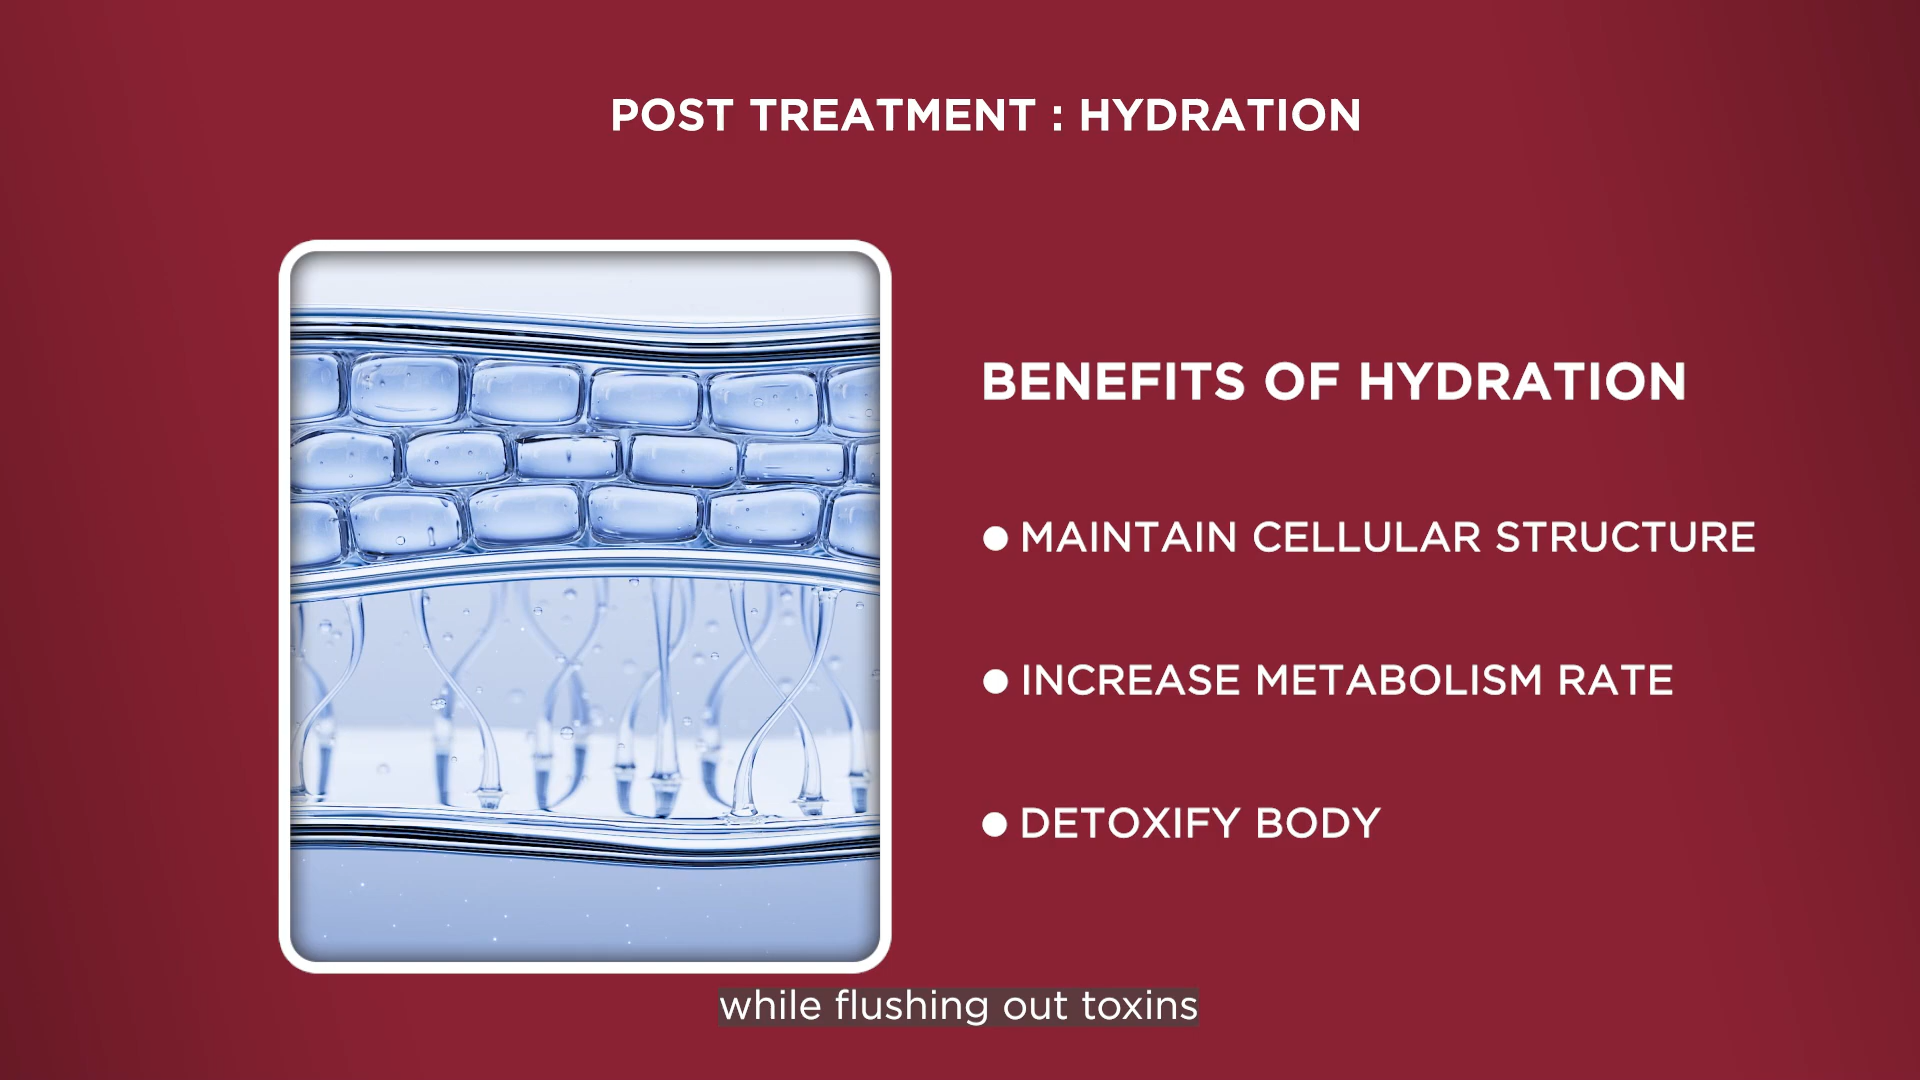 POST TREATMENT : HYDRATION
BENEFITS OF HYDRATION
● MAINTAIN CELLULAR STRUCTURE
● INCREASE METABOLISM RATE
● DETOXIFY BODY
while flushing out toxins